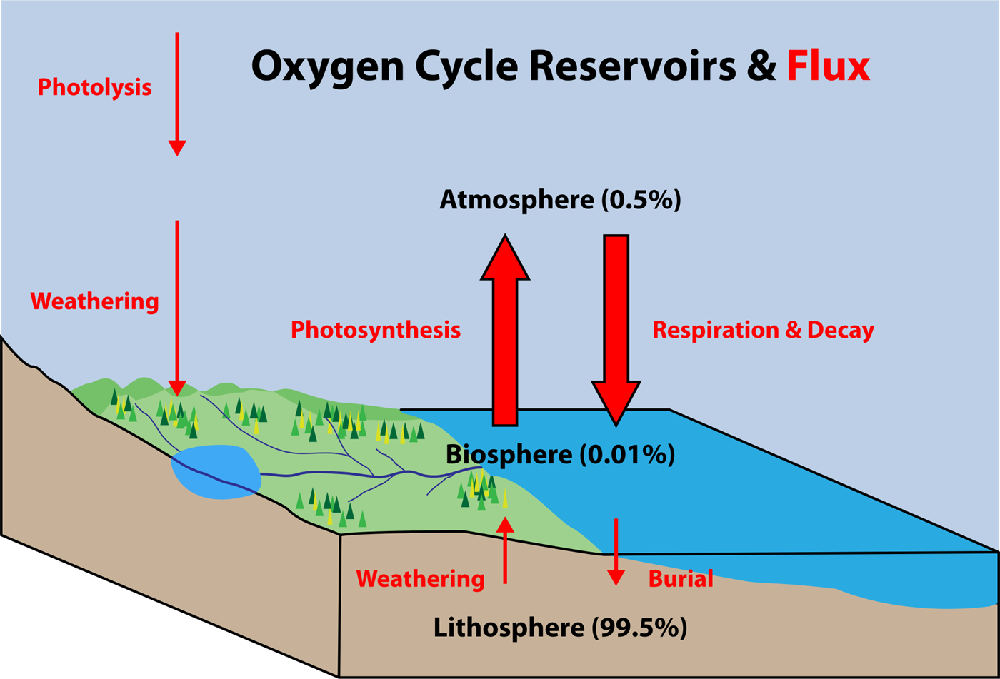 Oxygen Cycle Reservoirs & Flux
Photolysis
Atmosphere (0.5%)
Weathering
Photosynthesis
Respiration & Decay
Biosphere (0.01%)
Weathering
Burial
Lithosphere (99.5%)